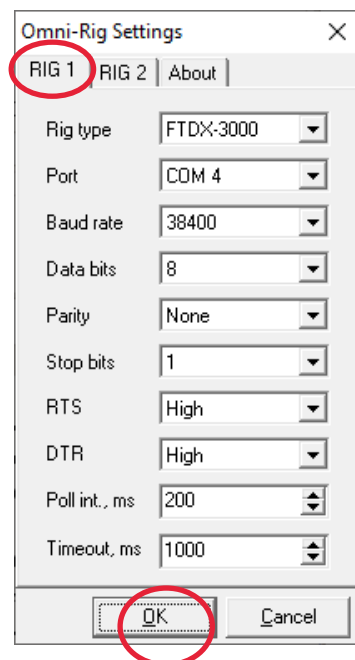 Omni-Rig Settings
RIG 1 RIG 2 About
Rig type FTDX-3000
Port COM 4
Baud rate 38400
Data bits 8
Parity None
Stop bits 1
RTS High
DTR High
Poll int., ms 200
Timeout, ms 1000
OK Cancel